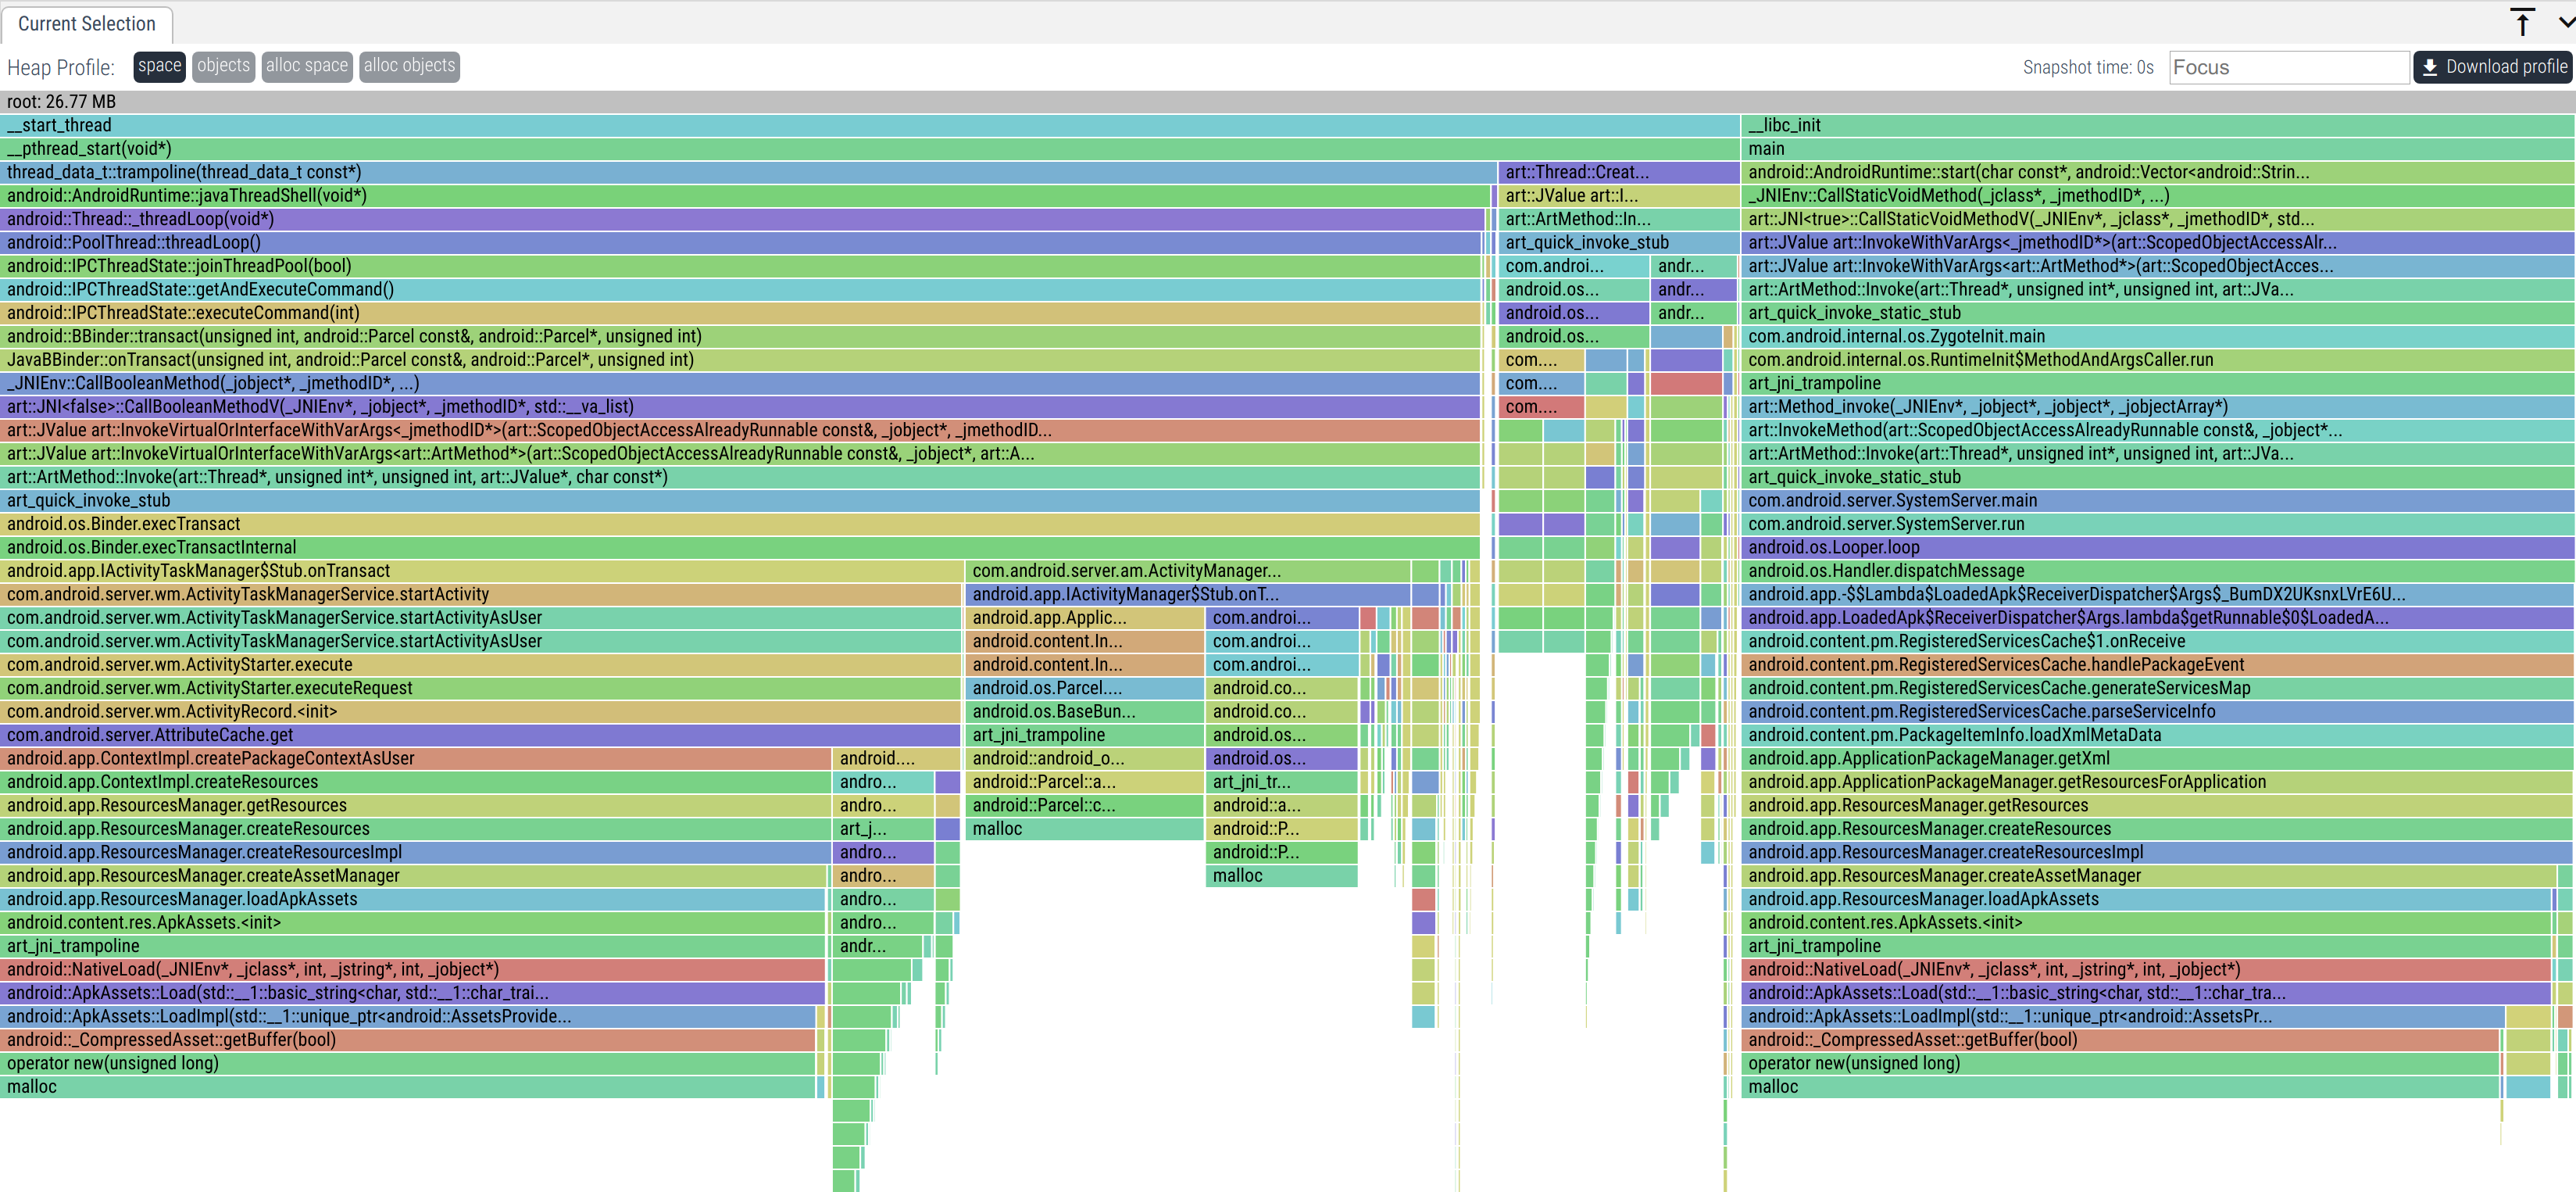 Current Selection
Heap Profile: space objects alloc space alloc objects Snapshot time: 0s Focus Download profile
root: 26.77 MB
__start_thread __libc_init
__pthread_start(void*) main
thread_data_t::trampoline(thread_data_t const*) art::Thread::Creat... android::AndroidRuntime::start(char const*, android::Vector<android::Strin...
android::AndroidRuntime::javaThreadShell(void*) art::JValue art::I... _JNIEnv::CallStaticVoidMethod(_jclass*, _jmethodID*, ...)
android::Thread::_threadLoop(void*) art::ArtMethod::In... art::JNI<true>::CallStaticVoidMethodV(_JNIEnv*, _jclass*, _jmethodID*, std...
android::PoolThread::threadLoop() art_quick_invoke_stub art::JValue art::InvokeWithVarArgs<_jmethodID*>(art::ScopedObjectAccessAlr...
android::IPCThreadState::joinThreadPool(bool) com.androi... andr... art::JValue art::InvokeWithVarArgs<art::ArtMethod*>(art::ScopedObjectAcces...
android::IPCThreadState::getAndExecuteCommand() android.os... andr... art::ArtMethod::Invoke(art::Thread*, unsigned int*, unsigned int, art::JVa...
android::IPCThreadState::executeCommand(int) android.os... andr... art_quick_invoke_static_stub
android::BBinder::transact(unsigned int, android::Parcel const&, android::Parcel*, unsigned int) android.os... com.android.internal.os.ZygoteInit.main
JavaBBinder::onTransact(unsigned int, android::Parcel const&, android::Parcel*, unsigned int) com.... com.android.internal.os.RuntimeInit$MethodAndArgsCaller.run
_JNIEnv::CallBooleanMethod(_jobject*, _jmethodID*, ...) com.... art_jni_trampoline
art::JNI<false>::CallBooleanMethodV(_JNIEnv*, _jobject*, _jmethodID*, std::__va_list) com.... art::Method_invoke(_JNIEnv*, _jobject*, _jobject*, _jobjectArray*)
art::JValue art::InvokeVirtualOrInterfaceWithVarArgs<_jmethodID*>(art::ScopedObjectAccessAlreadyRunnable const&, _jobject*, _jmethodID... art::InvokeMethod(art::ScopedObjectAccessAlreadyRunnable const&, _jobject*...
art::JValue art::InvokeVirtualOrInterfaceWithVarArgs<art::ArtMethod*>(art::ScopedObjectAccessAlreadyRunnable const&, _jobject*, art::A... art::ArtMethod::Invoke(art::Thread*, unsigned int*, unsigned int, art::JVa...
art::ArtMethod::Invoke(art::Thread*, unsigned int*, unsigned int, art::JValue*, char const*) art_quick_invoke_static_stub
art_quick_invoke_stub com.android.server.SystemServer.main
android.os.Binder.execTransact com.android.server.SystemServer.run
android.os.Binder.execTransactInternal android.os.Looper.loop
android.app.IActivityTaskManager$Stub.onTransact com.android.server.am.ActivityManager... android.os.Handler.dispatchMessage
com.android.server.wm.ActivityTaskManagerService.startActivity android.app.IActivityManager$Stub.onT... android.app.-$$Lambda$LoadedApk$ReceiverDispatcher$Args$_BumDX2UKsnxLVrE6U...
com.android.server.wm.ActivityTaskManagerService.startActivityAsUser android.app.Applic... com.androi... android.app.LoadedApk$ReceiverDispatcher$Args.lambda$getRunnable$0$LoadedA...
com.android.server.wm.ActivityTaskManagerService.startActivityAsUser android.content.In... com.androi... android.content.pm.RegisteredServicesCache$1.onReceive
com.android.server.wm.ActivityStarter.execute android.content.In... com.androi... android.content.pm.RegisteredServicesCache.handlePackageEvent
com.android.server.wm.ActivityStarter.executeRequest android.os.Parcel.... android.co... android.content.pm.RegisteredServicesCache.generateServicesMap
com.android.server.wm.ActivityRecord.<init> android.os.BaseBun... android.co... android.content.pm.RegisteredServicesCache.parseServiceInfo
com.android.server.AttributeCache.get art_jni_trampoline android.os... android.content.pm.PackageItemInfo.loadXmlMetaData
android.app.ContextImpl.createPackageContextAsUser android.... android::android_o... android.os... android.app.ApplicationPackageManager.getXml
android.app.ContextImpl.createResources andro... android::Parcel::a... art_jni_tr... android.app.ApplicationPackageManager.getResourcesForApplication
android.app.ResourcesManager.getResources andro... android::Parcel::c... android::a... android.app.ResourcesManager.getResources
android.app.ResourcesManager.createResources art_j... malloc android::P... android.app.ResourcesManager.createResources
android.app.ResourcesManager.createResourcesImpl andro... android::P... android.app.ResourcesManager.createResourcesImpl
android.app.ResourcesManager.createAssetManager andro... malloc android.app.ResourcesManager.createAssetManager
android.app.ResourcesManager.loadApkAssets andro... android.app.ResourcesManager.loadApkAssets
android.content.res.ApkAssets.<init> andro... android.content.res.ApkAssets.<init>
art_jni_trampoline andr... art_jni_trampoline
android::NativeLoad(_JNIEnv*, _jclass*, int, _jstring*, int, _jobject*) android::NativeLoad(_JNIEnv*, _jclass*, int, _jstring*, int, _jobject*)
android::ApkAssets::Load(std::__1::basic_string<char, std::__1::char_trai... android::ApkAssets::Load(std::__1::basic_string<char, std::__1::char_tra...
android::ApkAssets::LoadImpl(std::__1::unique_ptr<android::AssetsProvide... android::ApkAssets::LoadImpl(std::__1::unique_ptr<android::AssetsPr...
android::_CompressedAsset::getBuffer(bool) android::_CompressedAsset::getBuffer(bool)
operator new(unsigned long) operator new(unsigned long)
malloc malloc